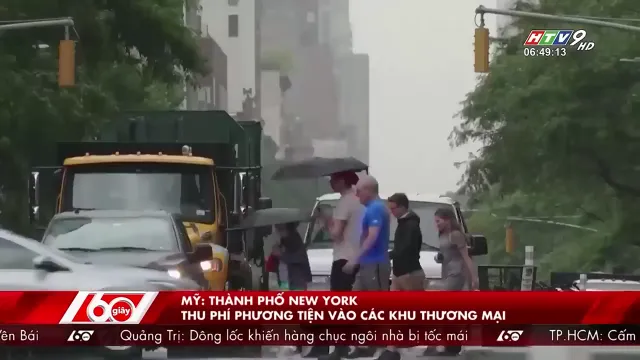 HTV9 HD
06:49:13
60 giây
MỸ: THÀNH PHỐ NEW YORK
THU PHÍ PHƯƠNG TIỆN VÀO CÁC KHU THƯƠNG MẠI
Yên Bái 60 Quảng Trị: Dông lốc khiến hàng chục ngôi nhà bị tốc mái 60 TP.HCM: Cấm